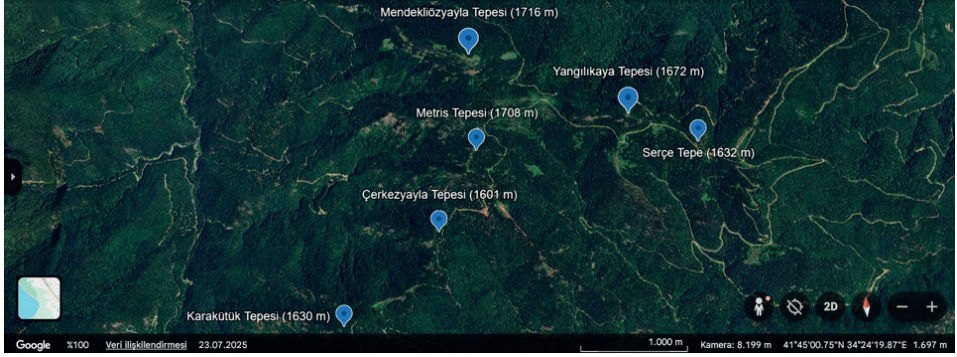 Mendekliözyayla Tepesi (1716 m)
Yangılıkaya Tepesi (1672 m)
Metris Tepesi (1708 m)
Serçe Tepe (1632 m)
Çerkezyayla Tepesi (1601 m)
Karakütük Tepesi (1630 m)
2D
Google %100 Veri ilişkilendirmesi 23.07.2025 1.000 m Kamera: 8.199 m 41°45'00.75"N 34°24'19.87"E 1.697 m